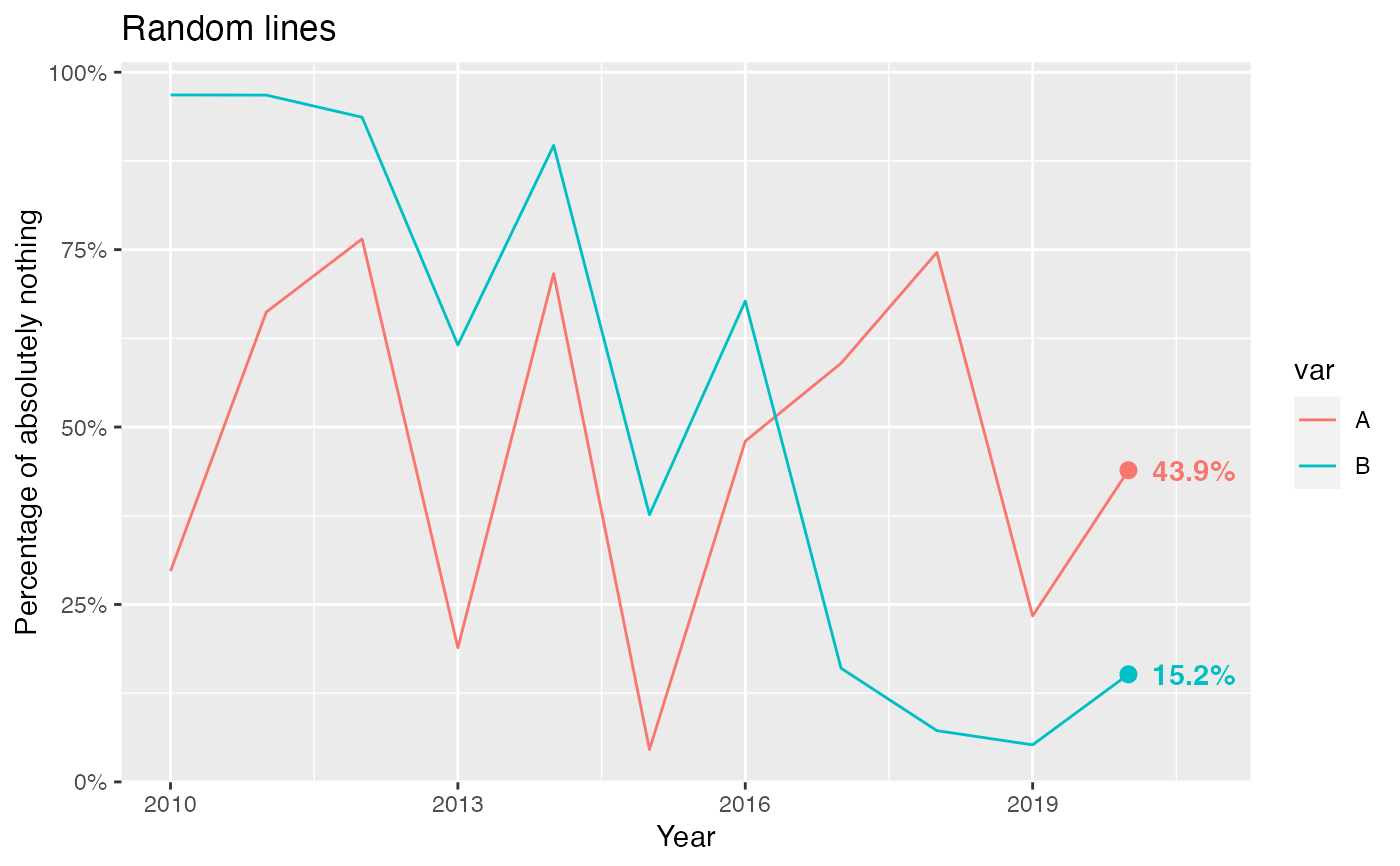 Random lines
Percentage of absolutely nothing
100%
75%
50%
25%
0%
43.9%
15.2%
2010
2013
2016
2019
Year
var
A
B